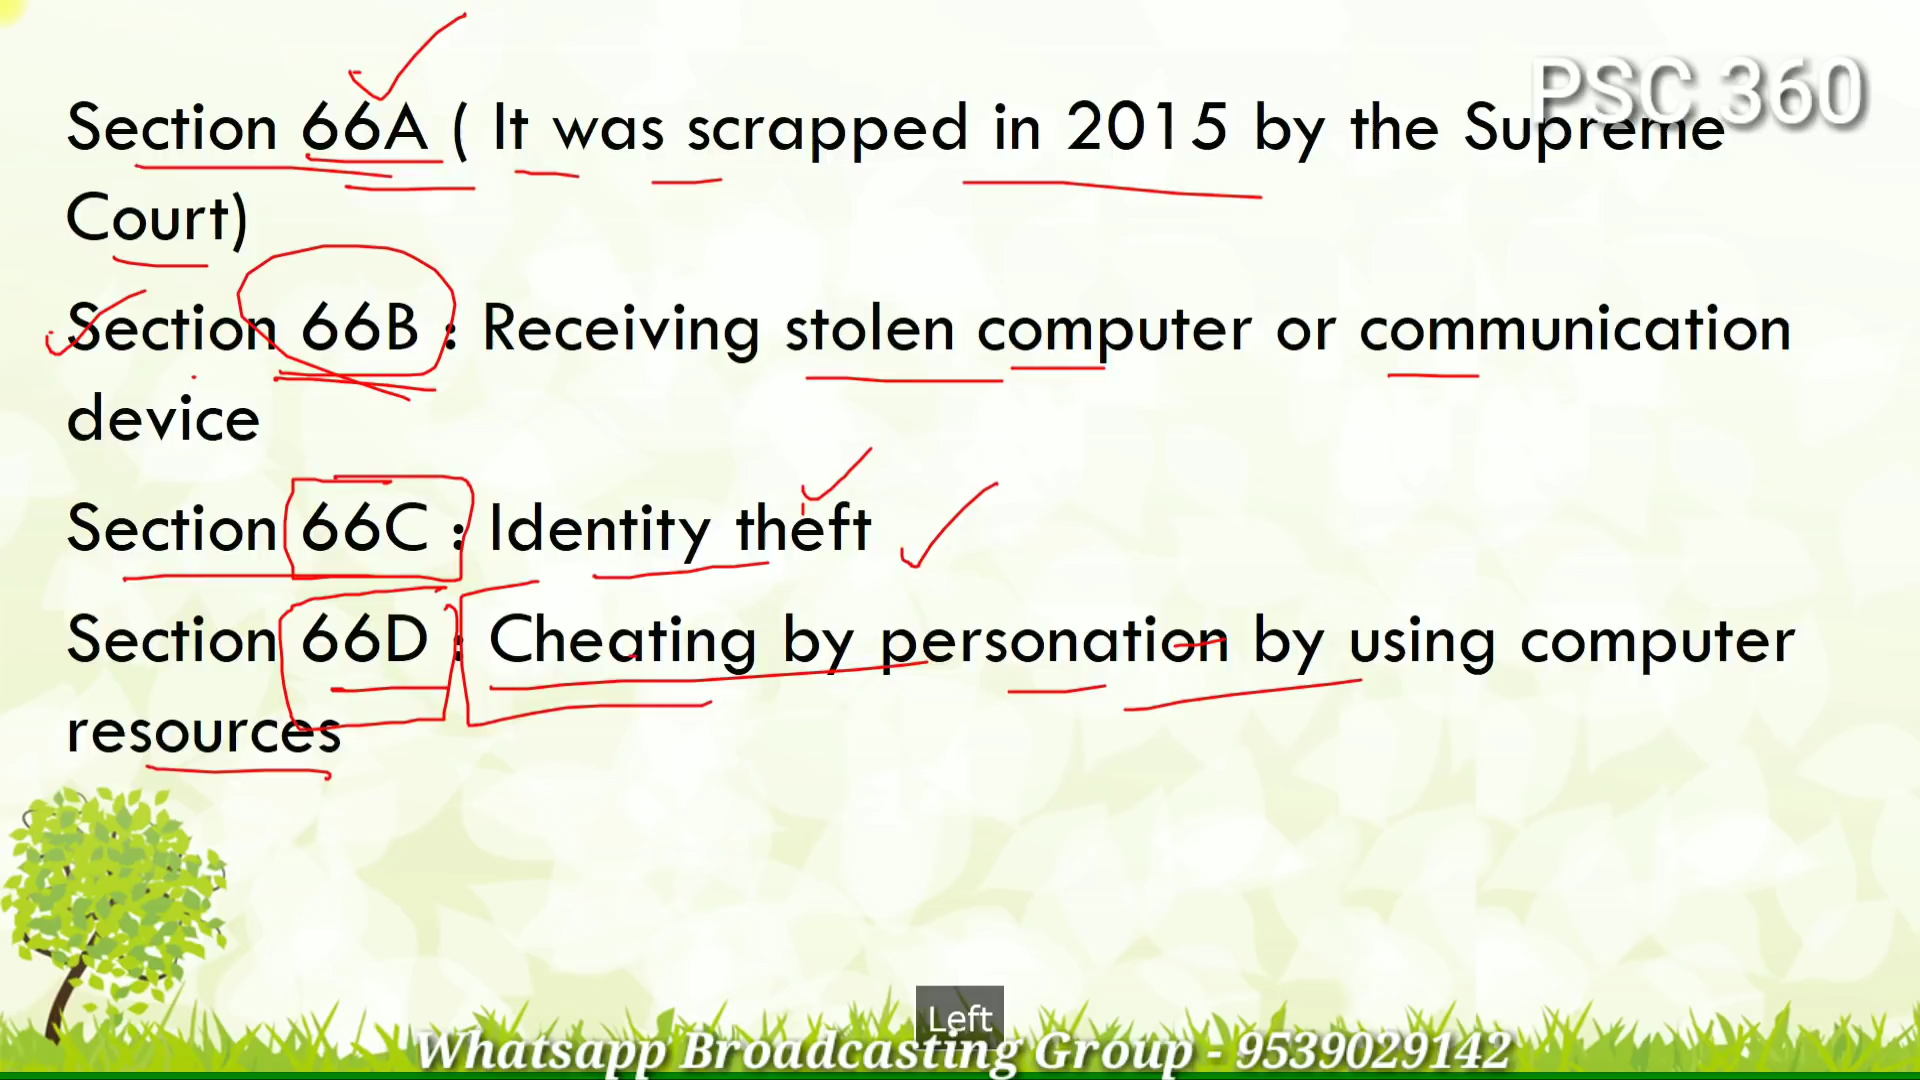 PSC 360
Section 66A ( It was scrapped in 2015 by the Supreme
Court)
Section 66B : Receiving stolen computer or communication
device
Section 66C : Identity theft
Section 66D : Cheating by personation by using computer
resources
Left
Whatsapp Broadcasting Group - 9539029142